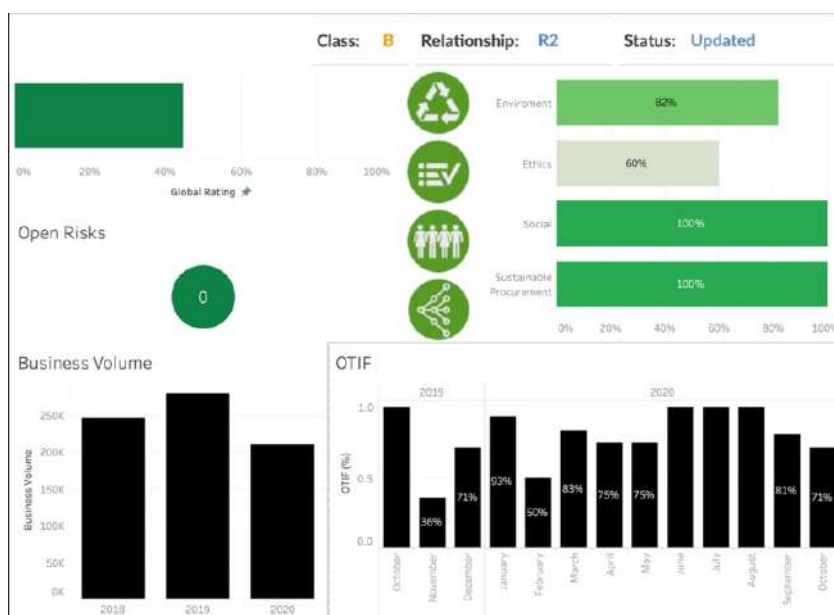 Class: B Relationship: R2 Status: Updated
0% 20% 40% 60% 80% 100%
Global Rating
Enviroment 82%
Ethics 60%
Social 100%
Sustainable
Procurement
100%
0% 20% 40% 60% 80% 100%
Open Risks
0
Business Volume
Business Volume
250K
200K
150K
100K
50K
0K
2018 2019 2020
OTIF
2019 2020
OTIF (%)
1.0
0.5
0.0
36% 71% 93% 50% 83% 75% 75% 81% 71%
October November December January February March April May June July August September October